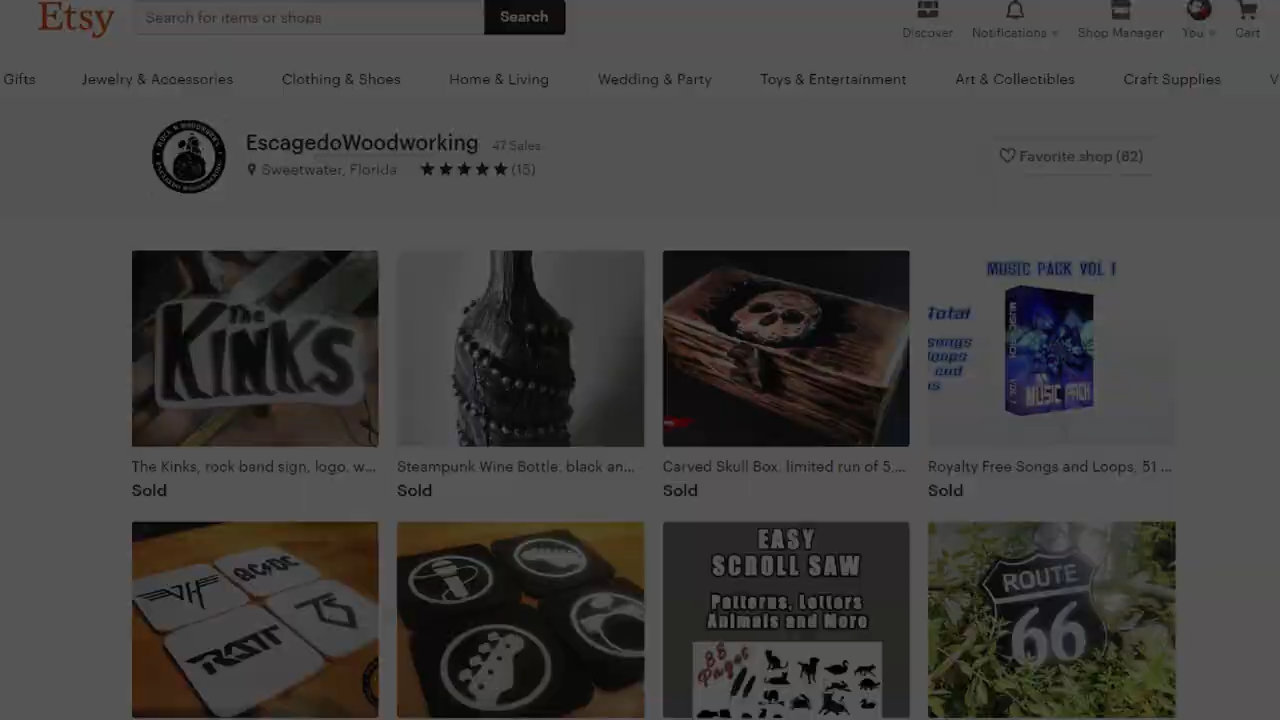 Etsy
Search for items or shops
Search
Discover
Notifications
Shop Manager
You
Cart
Gifts
Jewelry & Accessories
Clothing & Shoes
Home & Living
Wedding & Party
Toys & Entertainment
Art & Collectibles
Craft Supplies
V
EscagedoWoodworking
47 Sales
Sweetwater, Florida
(15)
Favorite shop (82)
The KINKS
MUSIC PACK VOL 1
Total
songs
loops
and
MUSIC PACK
The Kinks, rock band sign, logo, w...
Steampunk Wine Bottle, black an...
Carved Skull Box, limited run of 5,...
Royalty Free Songs and Loops, 51 ...
Sold
Sold
Sold
Sold
VH
AC DC
RATT
TS
EASY
SCROLL SAW
Patterns, Letters
Animals and More
88
Pages
ROUTE
66